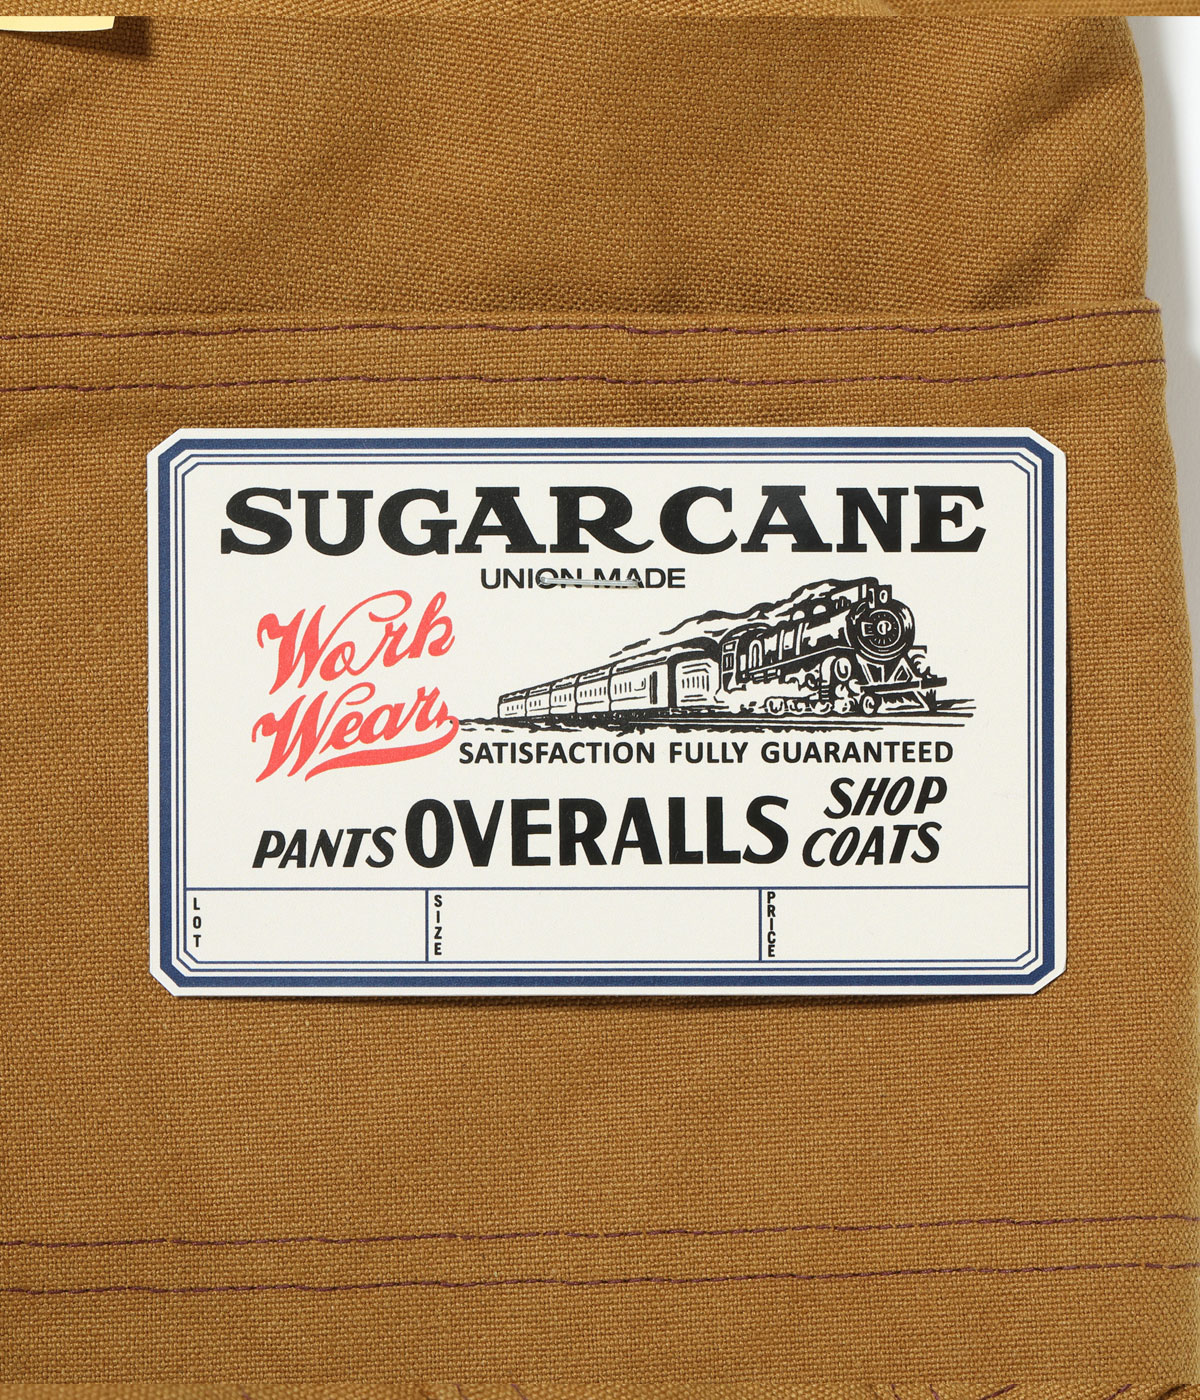 SUGAR CANE
UNION MADE
Work
Wear
SATISFACTION FULLY GUARANTEED
PANTS OVERALLS SHOP COATS
LOT SIZE PRICE